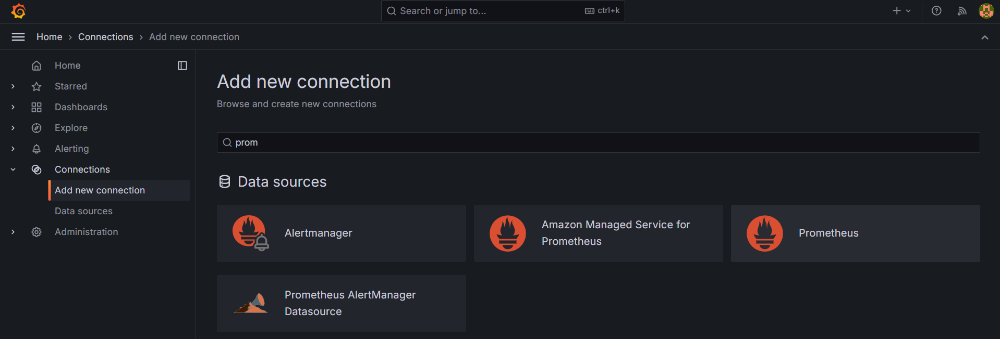 Search or jump to...
ctrl+k
Home
Connections
Add new connection
Home
Starred
Dashboards
Explore
Alerting
Connections
Add new connection
Data sources
Administration
Add new connection
Browse and create new connections
prom
Data sources
Alertmanager
Amazon Managed Service for
Prometheus
Prometheus
Prometheus AlertManager
Datasource